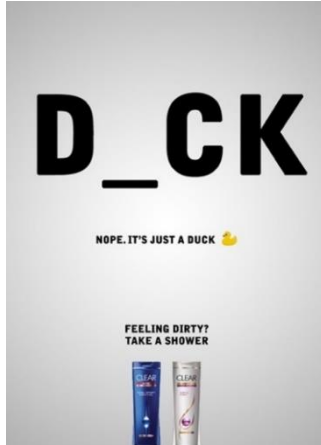 D_CK
NOPE. IT'S JUST A DUCK
FEELING DIRTY?
TAKE A SHOWER
CLEAR CLEAR